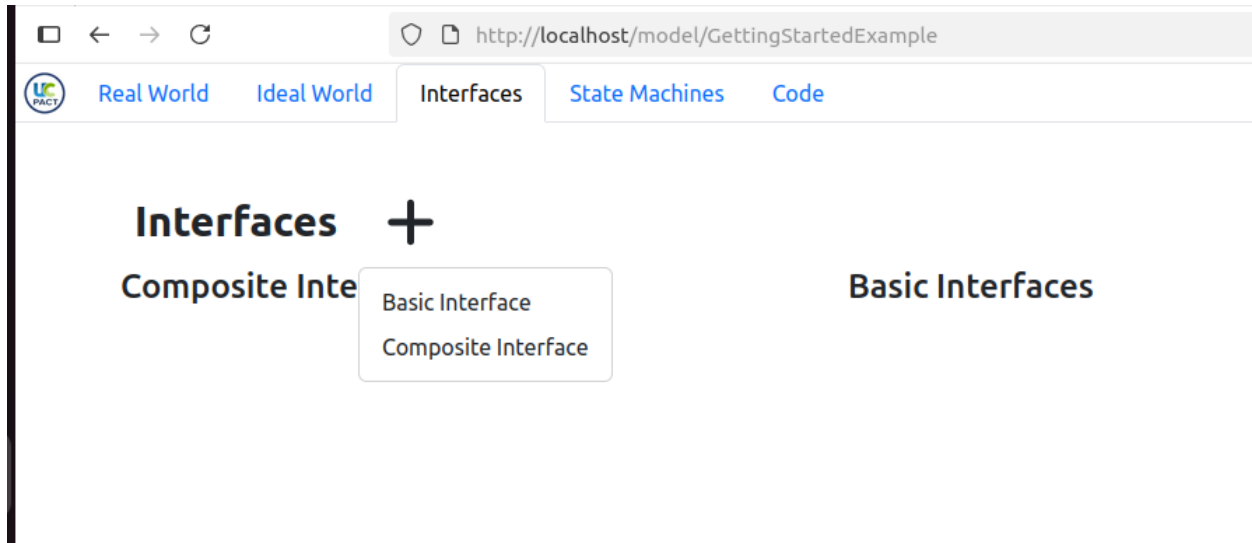 http://localhost/model/GettingStartedExample
UC PACT
Real World Ideal World Interfaces State Machines Code
Interfaces
Composite Inte
Basic Interfaces
Basic Interface
Composite Interface